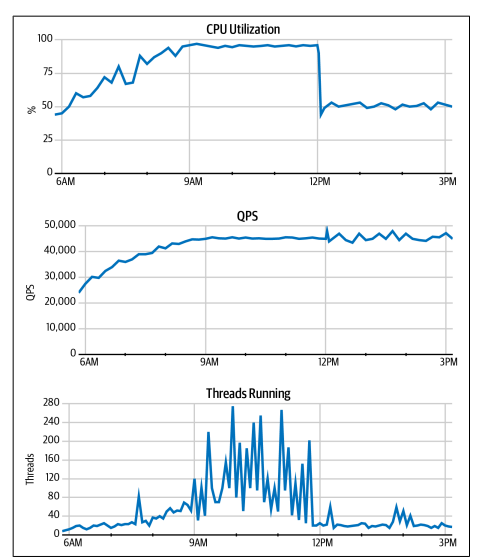 CPU Utilization
100
75
50
25
0
%
6AM 9AM 12PM 3PM
QPS
50,000
40,000
30,000
20,000
10,000
0
QPS
6AM 9AM 12PM 3PM
Threads Running
280
240
200
160
120
80
40
0
Threads
6AM 9AM 12PM 3PM